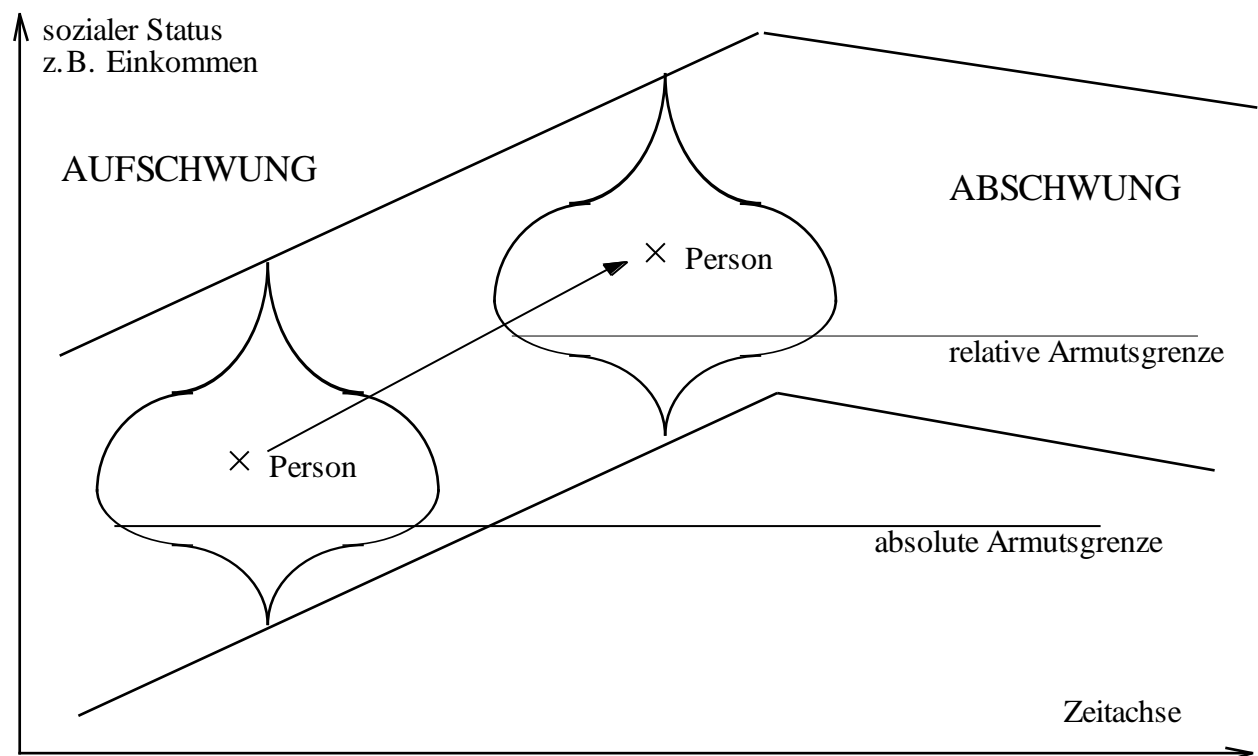 sozialer Status
z.B. Einkommen
AUFSCHWUNG
ABSCHWUNG
Person
relative Armutsgrenze
Person
absolute Armutsgrenze
Zeitachse